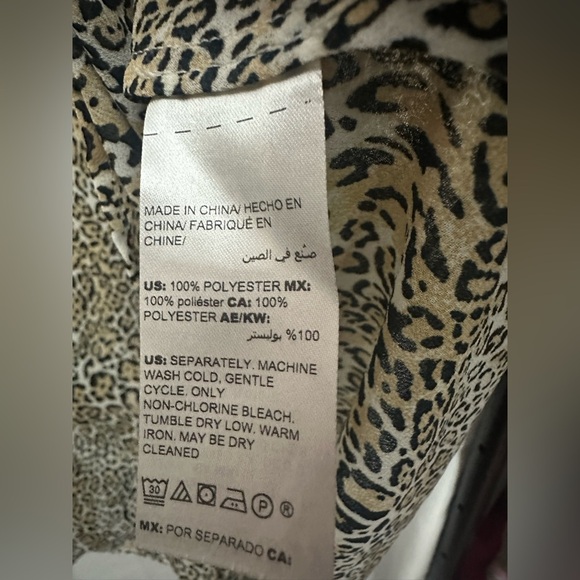 MADE IN CHINA/ HECHO EN
CHINA/ FABRIQUÉ EN
CHINE/
صنع في الصين
US: 100% POLYESTER MX:
100% poliéster CA: 100%
POLYESTER AE/KW:
100% بوليستر
US: SEPARATELY. MACHINE
WASH COLD, GENTLE
CYCLE. ONLY
NON-CHLORINE BLEACH.
TUMBLE DRY LOW. WARM
IRON. MAY BE DRY
CLEANED
30 P ®
MX: POR SEPARADO CA: